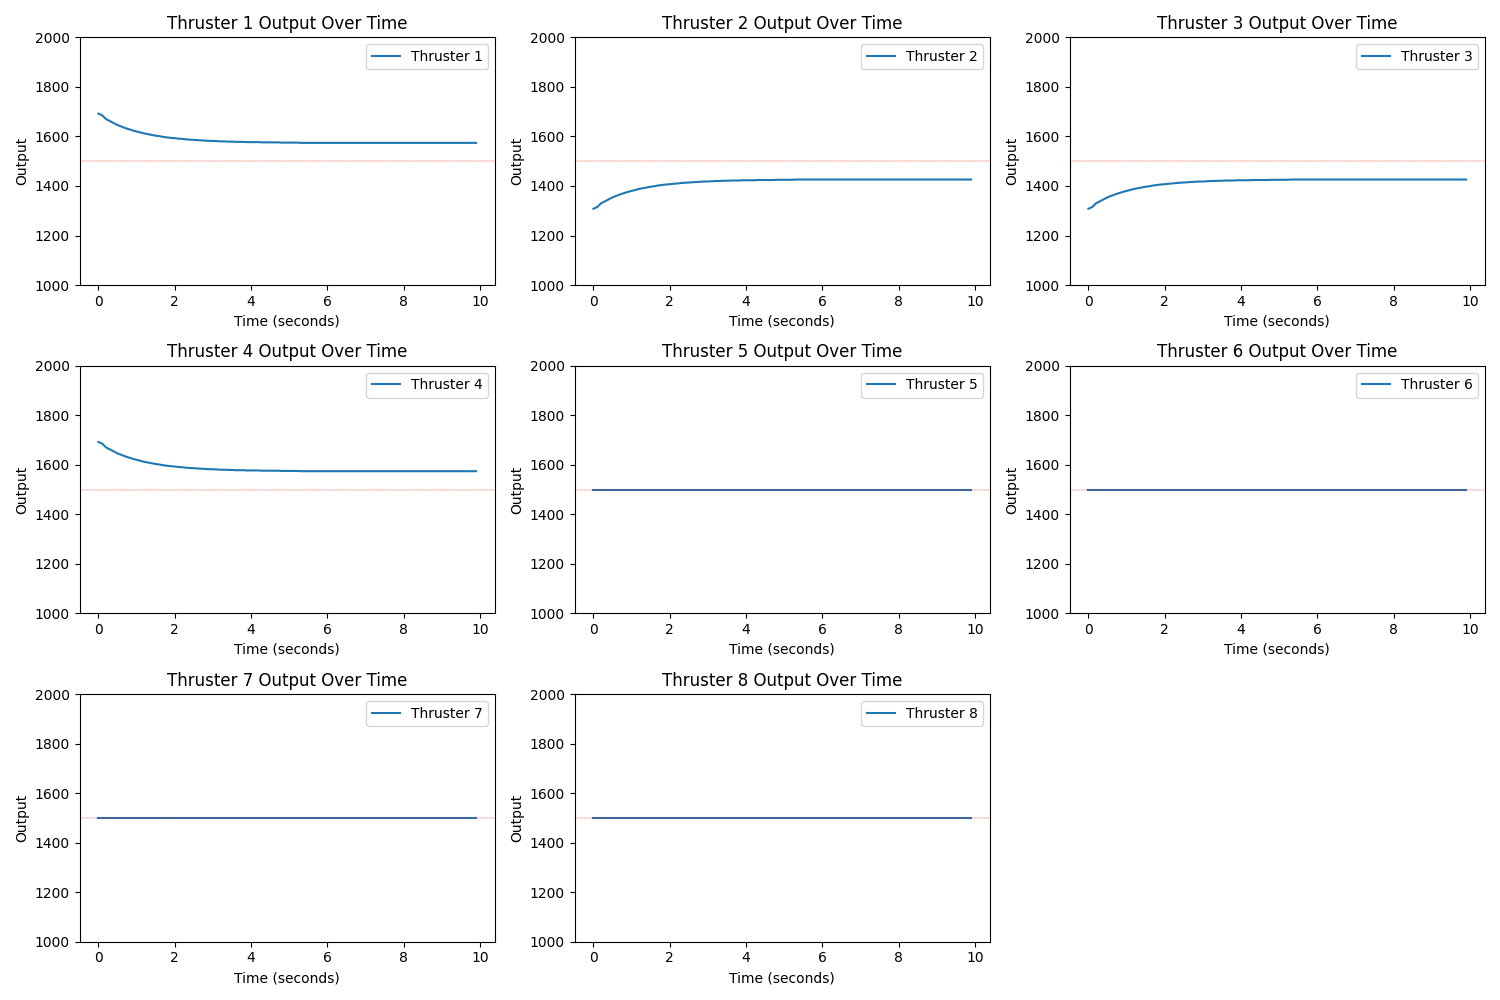 Thruster 1 Output Over Time
2000
1800
1600
1400
1200
1000
Output
Thruster 1
0 2 4 6 8 10
Time (seconds)
Thruster 2 Output Over Time
2000
1800
1600
1400
1200
1000
Output
Thruster 2
0 2 4 6 8 10
Time (seconds)
Thruster 3 Output Over Time
2000
1800
1600
1400
1200
1000
Output
Thruster 3
0 2 4 6 8 10
Time (seconds)
Thruster 4 Output Over Time
2000
1800
1600
1400
1200
1000
Output
Thruster 4
0 2 4 6 8 10
Time (seconds)
Thruster 5 Output Over Time
2000
1800
1600
1400
1200
1000
Output
Thruster 5
0 2 4 6 8 10
Time (seconds)
Thruster 6 Output Over Time
2000
1800
1600
1400
1200
1000
Output
Thruster 6
0 2 4 6 8 10
Time (seconds)
Thruster 7 Output Over Time
2000
1800
1600
1400
1200
1000
Output
Thruster 7
0 2 4 6 8 10
Time (seconds)
Thruster 8 Output Over Time
2000
1800
1600
1400
1200
1000
Output
Thruster 8
0 2 4 6 8 10
Time (seconds)